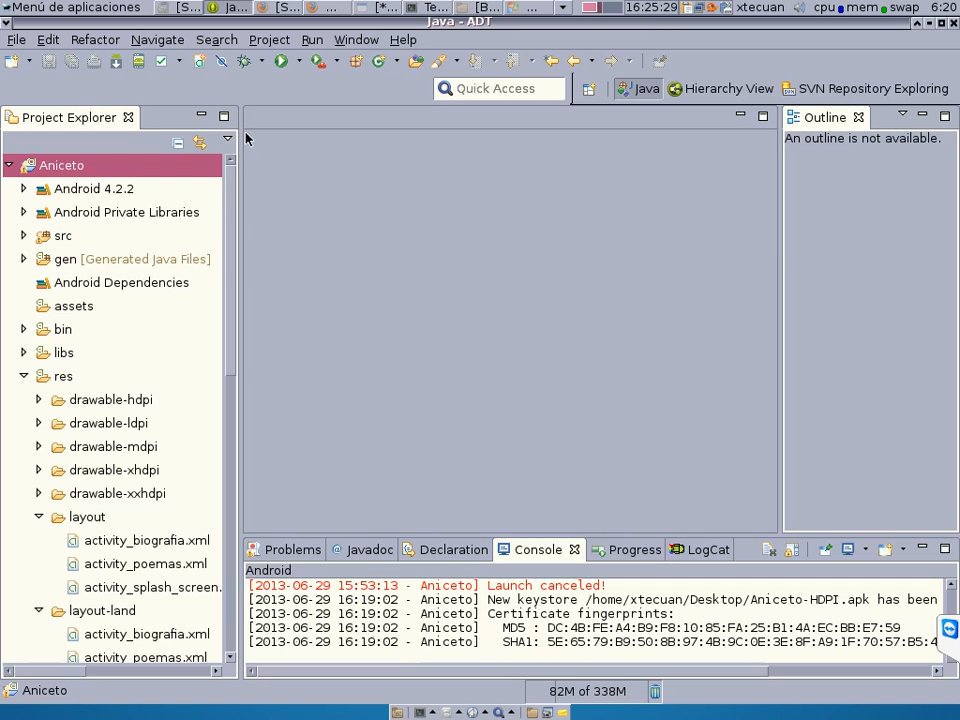 Menú de aplicaciones [S... Ja... [S... ... [*... Te... [B... ... 16:25:29 xtecuan cpu mem swap 6:20
Java - ADT
File Edit Refactor Navigate Search Project Run Window Help
Quick Access Java Hierarchy View SVN Repository Exploring
Project Explorer
Outline
An outline is not available.
Aniceto
Android 4.2.2
Android Private Libraries
src
gen [Generated Java Files]
Android Dependencies
assets
bin
libs
res
drawable-hdpi
drawable-ldpi
drawable-mdpi
drawable-xhdpi
drawable-xxhdpi
layout
activity_biografia.xml
activity_poemas.xml
activity_splash_screen.
layout-land
activity_biografia.xml
activity_poemas.xml
Problems Javadoc Declaration Console Progress LogCat
Android
[2013-06-29 15:53:13 - Aniceto] Launch canceled!
[2013-06-29 16:19:02 - Aniceto] New keystore /home/xtecuan/Desktop/Aniceto-HDPI.apk has been
[2013-06-29 16:19:02 - Aniceto] Certificate fingerprints:
[2013-06-29 16:19:02 - Aniceto] MD5 : DC:4B:FE:A4:B9:F8:10:85:FA:25:B1:4A:EC:BB:E7:59
[2013-06-29 16:19:02 - Aniceto] SHA1: 5E:65:79:B9:50:8B:97:4B:9C:0E:3E:8F:A9:1F:70:57:B5:4
Aniceto
82M of 338M